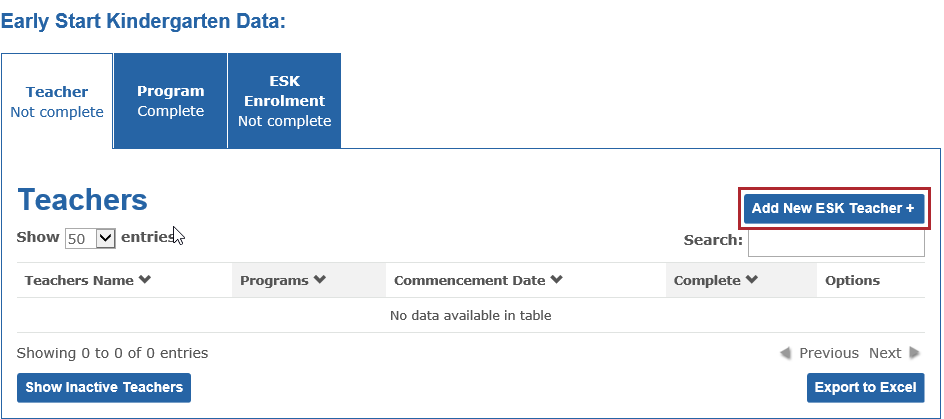 Early Start Kindergarten Data:
Teacher
Not complete
Program
Complete
ESK
Enrolment
Not complete
Teachers
Add New ESK Teacher +
Show 50 entries
Search:
Teachers Name Programs Commencement Date Complete Options
No data available in table
Showing 0 to 0 of 0 entries
Previous Next
Show Inactive Teachers
Export to Excel